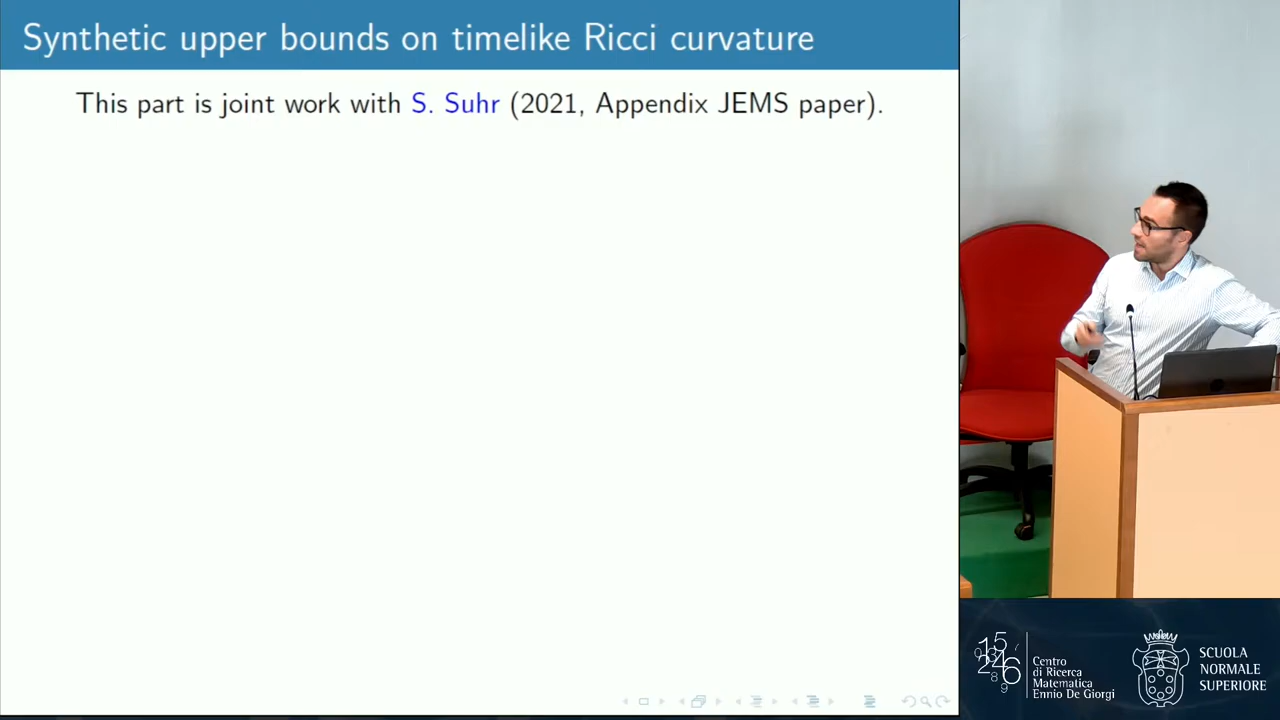 Synthetic upper bounds on timelike Ricci curvature
This part is joint work with S. Suhr (2021, Appendix JEMS paper).
Centro
di Ricerca
Matematica
Ennio De Giorgi
SCUOLA
NORMALE
SUPERIORE